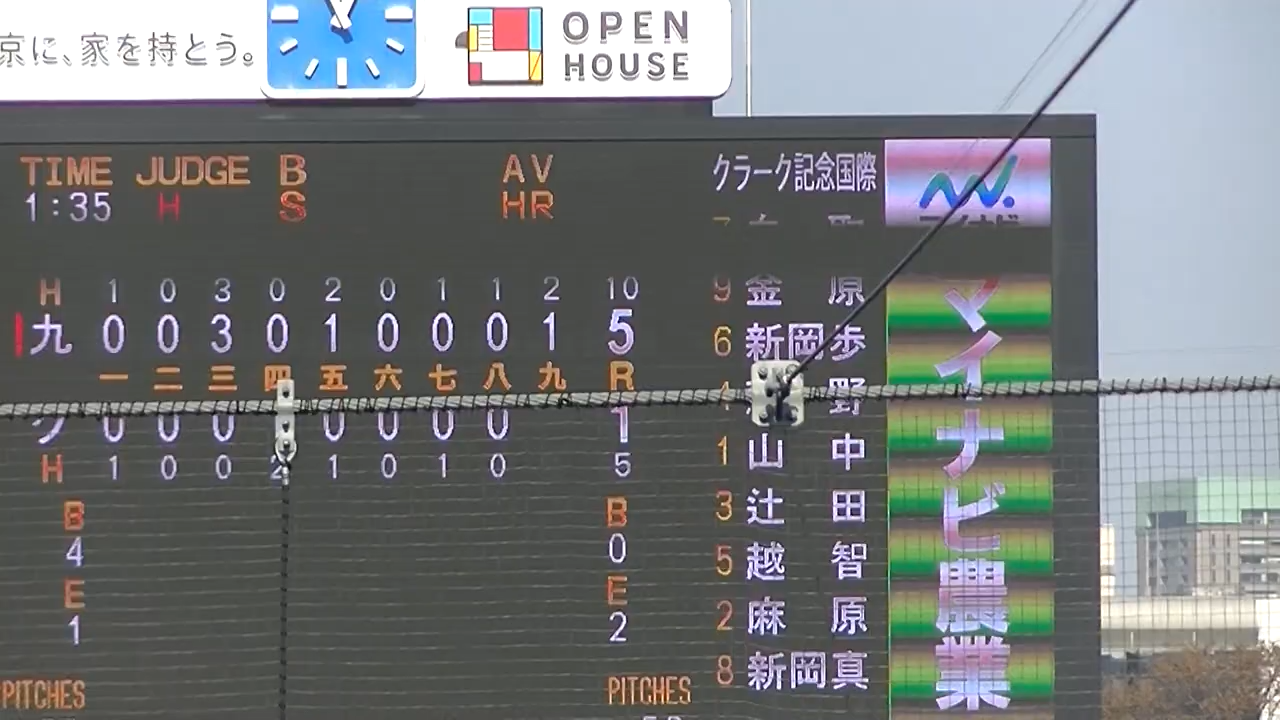 京に、家を持とう。
OPEN
HOUSE
TIME JUDGE B AV
1:35 H S HR
クラーク記念国際
H 1 0 3 0 2 0 1 1 2 10
九 0 0 3 0 1 0 0 0 1 5
一 二 三 四 五 六 七 八 九 R
ク 0 0 0 0 0 0 0 1
H 1 0 0 2 1 0 1 0 5
B B
4 0
E E
1 2
PITCHES PITCHES
9 金原
6 新岡歩
野
1 山中
3 辻田
5 越智
2 麻原
8 新岡真
マイナビ農業